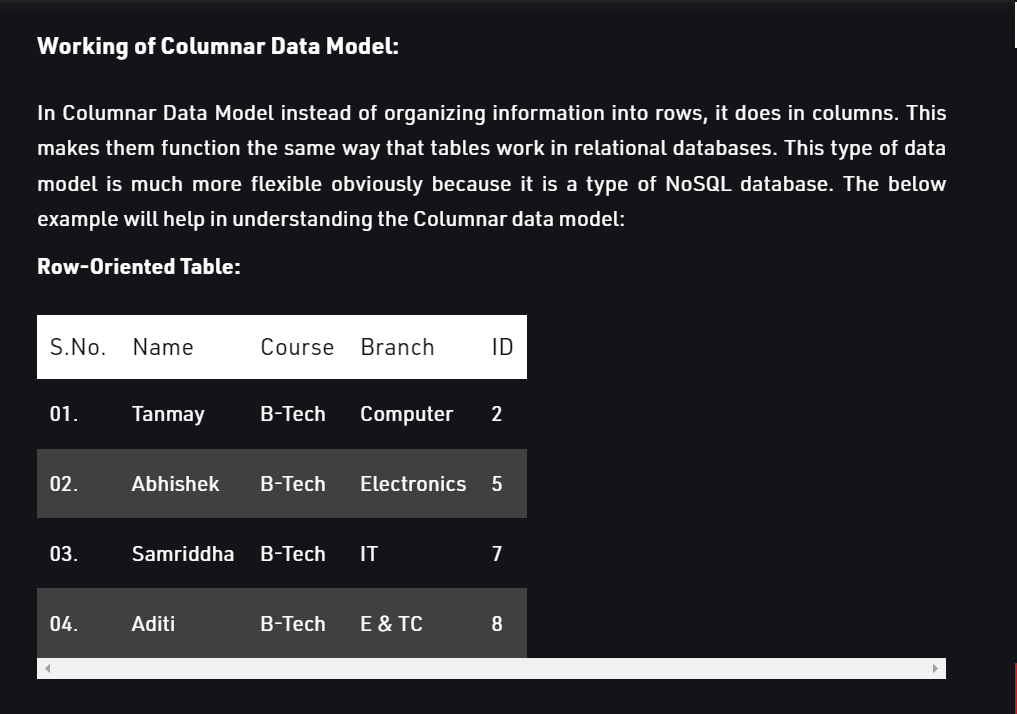 Working of Columnar Data Model:
In Columnar Data Model instead of organizing information into rows, it does in columns. This
makes them function the same way that tables work in relational databases. This type of data
model is much more flexible obviously because it is a type of NoSQL database. The below
example will help in understanding the Columnar data model:
Row-Oriented Table:
S.No. Name Course Branch ID
01. Tanmay B-Tech Computer 2
02. Abhishek B-Tech Electronics 5
03. Samriddha B-Tech IT 7
04. Aditi B-Tech E & TC 8